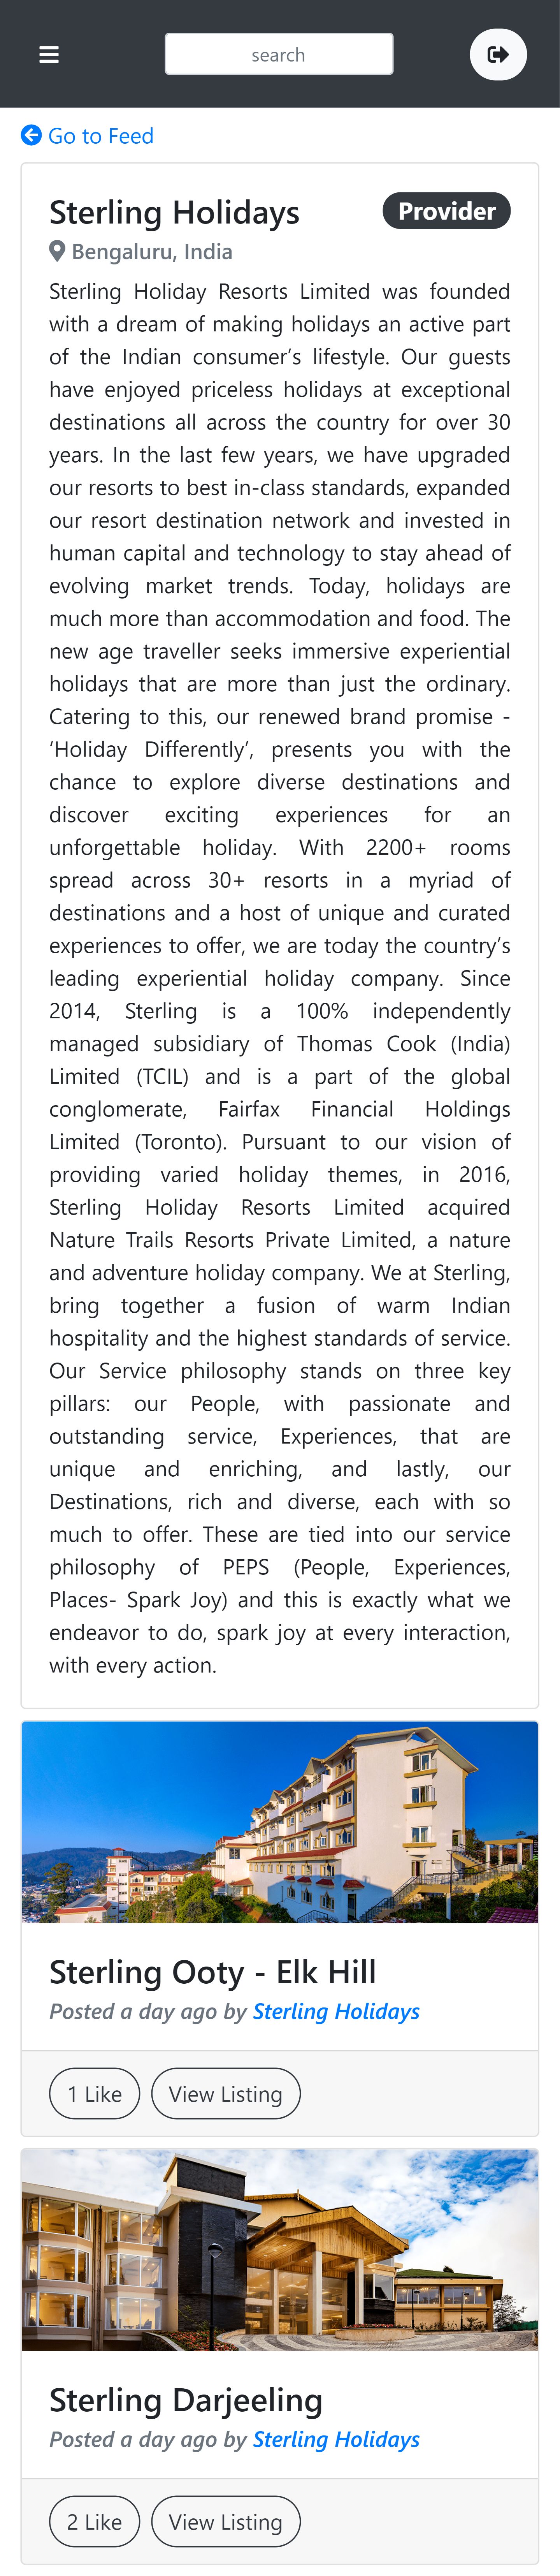 search
Go to Feed
Sterling Holidays
Provider
Bengaluru, India
Sterling Holiday Resorts Limited was founded
with a dream of making holidays an active part
of the Indian consumer’s lifestyle. Our guests
have enjoyed priceless holidays at exceptional
destinations all across the country for over 30
years. In the last few years, we have upgraded
our resorts to best in-class standards, expanded
our resort destination network and invested in
human capital and technology to stay ahead of
evolving market trends. Today, holidays are
much more than accommodation and food. The
new age traveller seeks immersive experiential
holidays that are more than just the ordinary.
Catering to this, our renewed brand promise -
‘Holiday Differently’, presents you with the
chance to explore diverse destinations and
discover exciting experiences for an
unforgettable holiday. With 2200+ rooms
spread across 30+ resorts in a myriad of
destinations and a host of unique and curated
experiences to offer, we are today the country’s
leading experiential holiday company. Since
2014, Sterling is a 100% independently
managed subsidiary of Thomas Cook (India)
Limited (TCIL) and is a part of the global
conglomerate, Fairfax Financial Holdings
Limited (Toronto). Pursuant to our vision of
providing varied holiday themes, in 2016,
Sterling Holiday Resorts Limited acquired
Nature Trails Resorts Private Limited, a nature
and adventure holiday company. We at Sterling,
bring together a fusion of warm Indian
hospitality and the highest standards of service.
Our Service philosophy stands on three key
pillars: our People, with passionate and
outstanding service, Experiences, that are
unique and enriching, and lastly, our
Destinations, rich and diverse, each with so
much to offer. These are tied into our service
philosophy of PEPS (People, Experiences,
Places- Spark Joy) and this is exactly what we
endeavor to do, spark joy at every interaction,
with every action.
Sterling Ooty - Elk Hill
Posted a day ago by Sterling Holidays
1 Like
View Listing
Sterling Darjeeling
Posted a day ago by Sterling Holidays
2 Like
View Listing